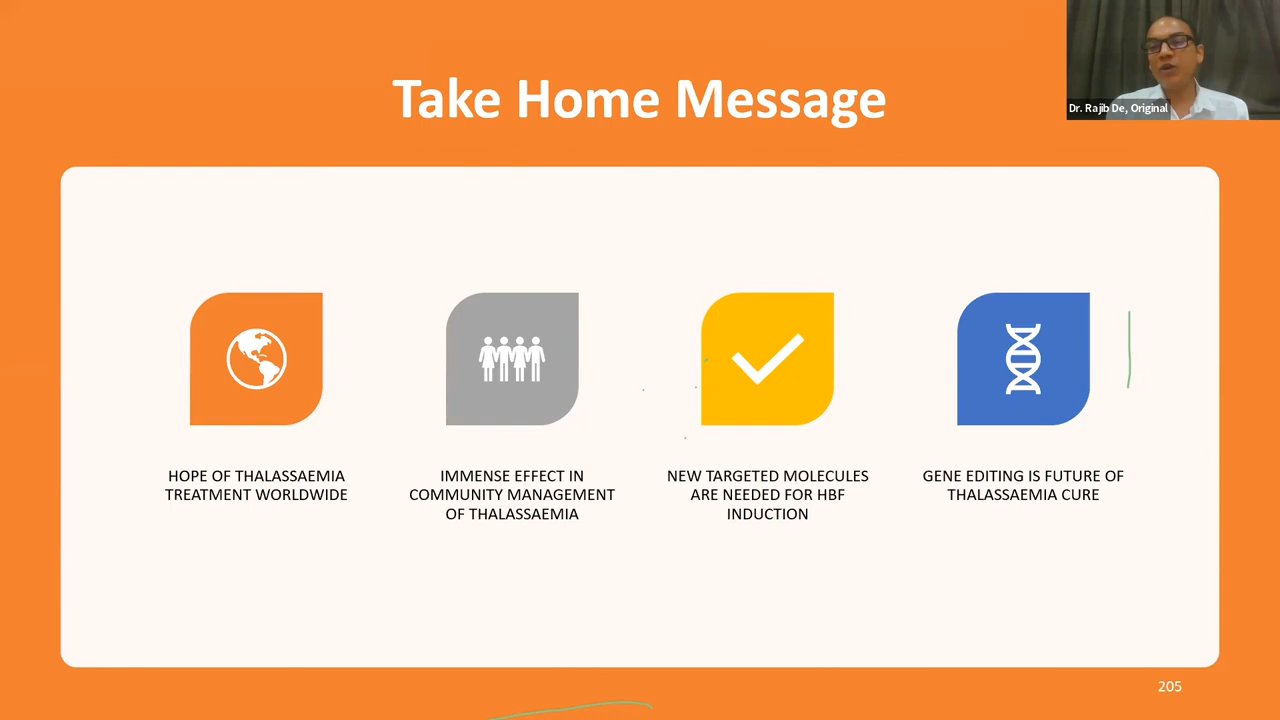 Take Home Message
Dr. Rajib De, Original
HOPE OF THALASSAEMIA
TREATMENT WORLDWIDE
IMMENSE EFFECT IN
COMMUNITY MANAGEMENT
OF THALASSAEMIA
NEW TARGETED MOLECULES
ARE NEEDED FOR HBF
INDUCTION
GENE EDITING IS FUTURE OF
THALASSAEMIA CURE
205